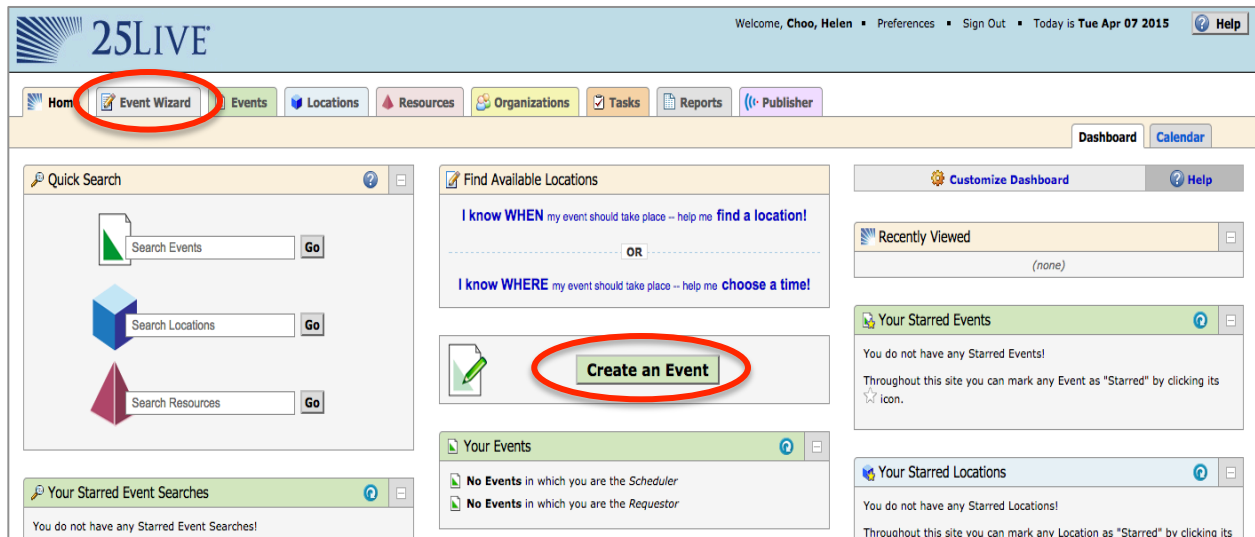 25LIVE
Welcome, Choo, Helen ▪ Preferences ▪ Sign Out ▪ Today is Tue Apr 07 2015
Help
Home
Event Wizard
Events
Locations
Resources
Organizations
Tasks
Reports
Publisher
Dashboard
Calendar
Quick Search
Search Events
Go
Search Locations
Go
Search Resources
Go
Your Starred Event Searches
You do not have any Starred Event Searches!
Find Available Locations
I know WHEN my event should take place -- help me find a location!
OR
I know WHERE my event should take place -- help me choose a time!
Create an Event
Your Events
No Events in which you are the Scheduler
No Events in which you are the Requestor
Customize Dashboard
Help
Recently Viewed
(none)
Your Starred Events
You do not have any Starred Events!
Throughout this site you can mark any Event as "Starred" by clicking its
icon.
Your Starred Locations
You do not have any Starred Locations!
Throughout this site you can mark any Location as "Starred" by clicking its